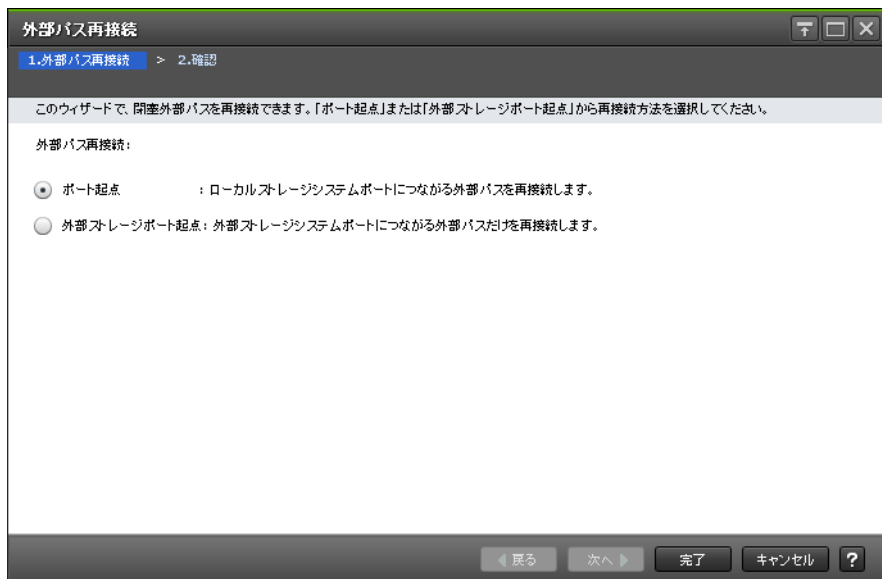 外部パス再接続
1.外部パス再接続 > 2.確認
このウィザードで、閉塞外部パスを再接続できます。「ポート起点」または「外部ストレージポート起点」から再接続方法を選択してください。
外部パス再接続:
ポート起点 : ローカルストレージシステムポートにつながる外部パスを再接続します。
外部ストレージポート起点 : 外部ストレージシステムポートにつながる外部パスだけを再接続します。
戻る 次へ 完了 キャンセル ?